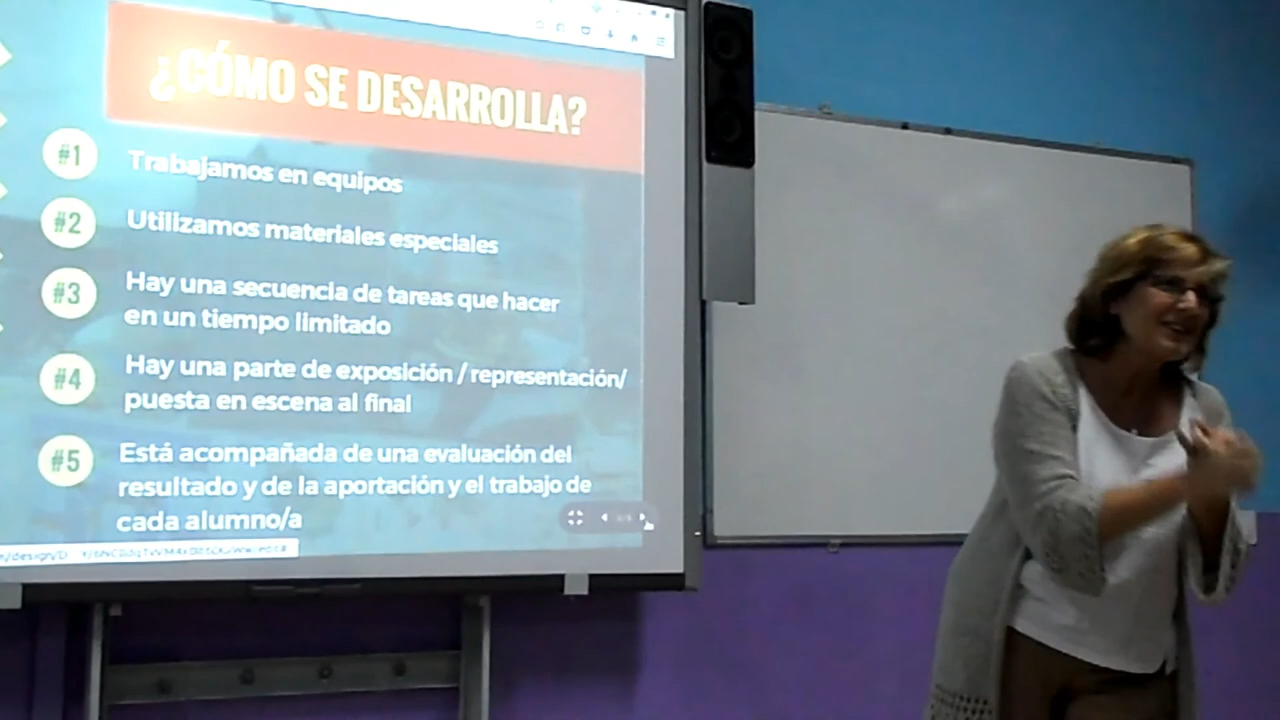 ¿CÓMO SE DESARROLLA?
#1 Trabajamos en equipos
#2 Utilizamos materiales especiales
#3 Hay una secuencia de tareas que hacer
en un tiempo limitado
#4 Hay una parte de exposición / representación/
puesta en escena al final
#5 Está acompañada de una evaluación del
resultado y de la aportación y el trabajo de
cada alumno/a